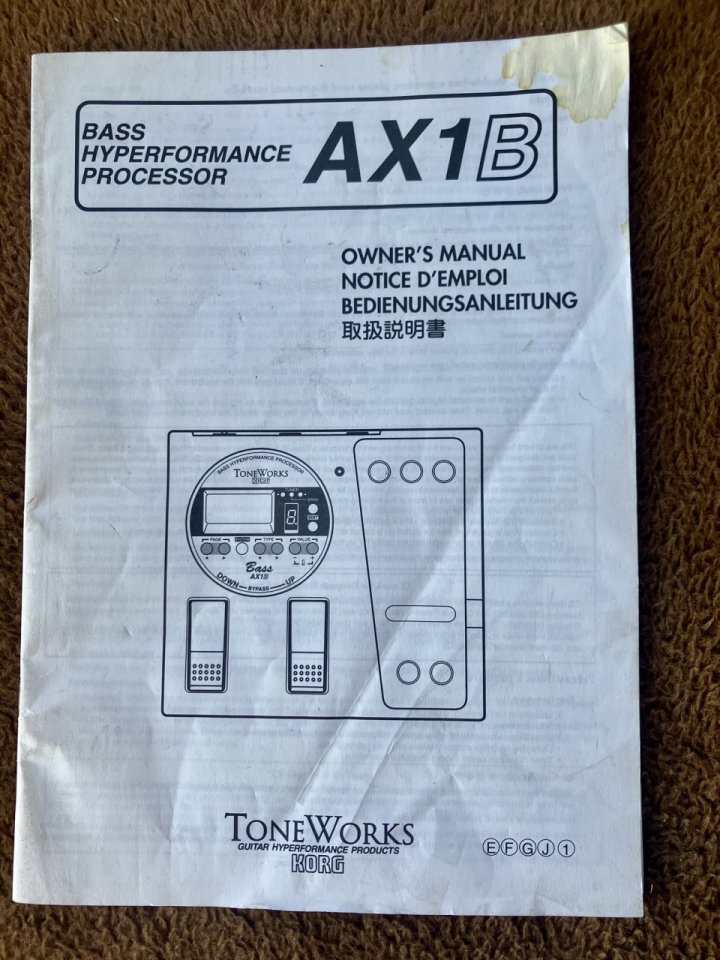 BASS
HYPERFORMANCE
PROCESSOR
AX1B
OWNER'S MANUAL
NOTICE D'EMPLOI
BEDIENUNGSANLEITUNG
取扱説明書
BASS HYPERFORMANCE PROCESSOR
TONEWORKS
KORG
BANK
PAGE
TYPE
VALUE
Bass
AX1B
DOWN
BYPASS
UP
TONEWORKS
GUITAR HYPERFORMANCE PRODUCTS
KORG
Ⓔ Ⓕ Ⓖ Ⓙ ①